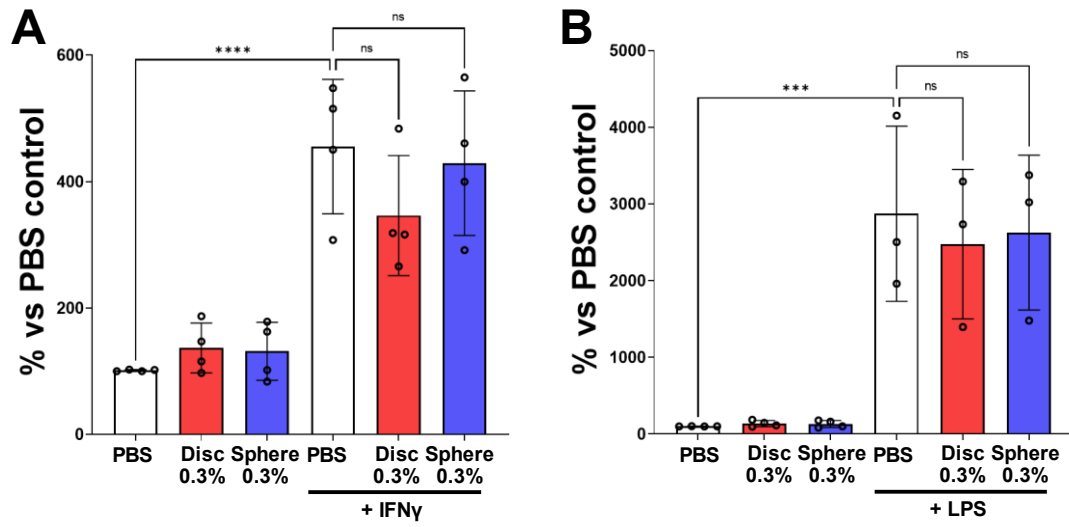 A
% vs PBS control
600
400
200
0
****
ns
ns
PBS
Disc
0.3%
Sphere
0.3%
PBS
Disc
0.3%
Sphere
0.3%
+ IFNγ
B
% vs PBS control
5000
4000
3000
2000
1000
0
***
ns
ns
PBS
Disc
0.3%
Sphere
0.3%
PBS
Disc
0.3%
Sphere
0.3%
+ LPS